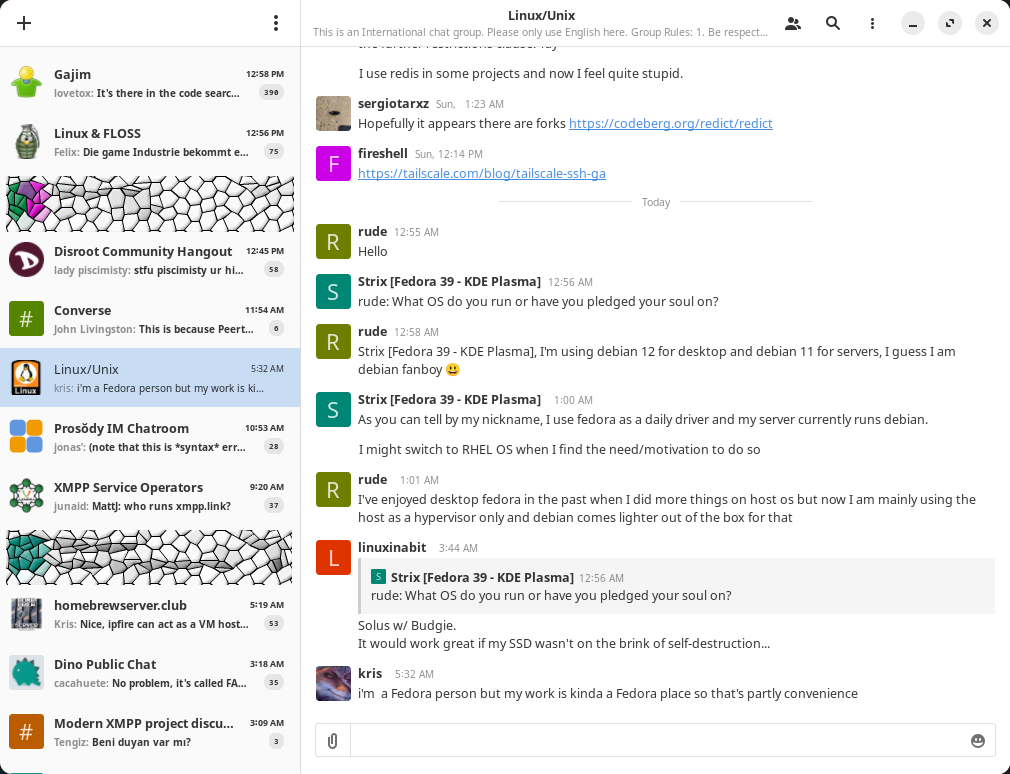 Gajim 12:58 PM
lovetox: It's there in the code searc... 390
Linux & FLOSS 12:56 PM
Felix: Die game Industrie bekommt e... 75
Disroot Community Hangout 12:45 PM
lady piscimisty: stfu piscimisty ur hi... 58
# Converse 11:54 AM
John Livingston: This is because Peert... 6
Linux
Linux/Unix 5:32 AM
kris: i'm a Fedora person but my work is ki...
Prosŏdy IM Chatroom 10:53 AM
jonas': (note that this is *syntax* err... 28
XMPP Service Operators 9:20 AM
junaid: MattJ: who runs xmpp.link? 37
homebrewserver.club 5:19 AM
Kris: Nice, ipfire can act as a VM host... 53
Dino Public Chat 3:18 AM
cacahuete: No problem, it's called FA... 35
# Modern XMPP project discu... 3:09 AM
Tengiz: Beni duyan var mı? 3
Linux/Unix
This is an International chat group. Please only use English here. Group Rules: 1. Be respect...
I use redis in some projects and now I feel quite stupid.
sergiotarxz Sun, 1:23 AM
Hopefully it appears there are forks https://codeberg.org/redict/redict
F fireshell Sun, 12:14 PM
https://tailscale.com/blog/tailscale-ssh-ga
Today
R rude 12:55 AM
Hello
S Strix [Fedora 39 - KDE Plasma] 12:56 AM
rude: What OS do you run or have you pledged your soul on?
R rude 12:58 AM
Strix [Fedora 39 - KDE Plasma], I'm using debian 12 for desktop and debian 11 for servers, I guess I am
debian fanboy 😃
S Strix [Fedora 39 - KDE Plasma] 1:00 AM
As you can tell by my nickname, I use fedora as a daily driver and my server currently runs debian.
I might switch to RHEL OS when I find the need/motivation to do so
R rude 1:01 AM
I've enjoyed desktop fedora in the past when I did more things on host os but now I am mainly using the
host as a hypervisor only and debian comes lighter out of the box for that
L linuxinabit 3:44 AM
S Strix [Fedora 39 - KDE Plasma] 12:56 AM
rude: What OS do you run or have you pledged your soul on?
Solus w/ Budgie.
It would work great if my SSD wasn't on the brink of self-destruction...
kris 5:32 AM
i'm a Fedora person but my work is kinda a Fedora place so that's partly convenience